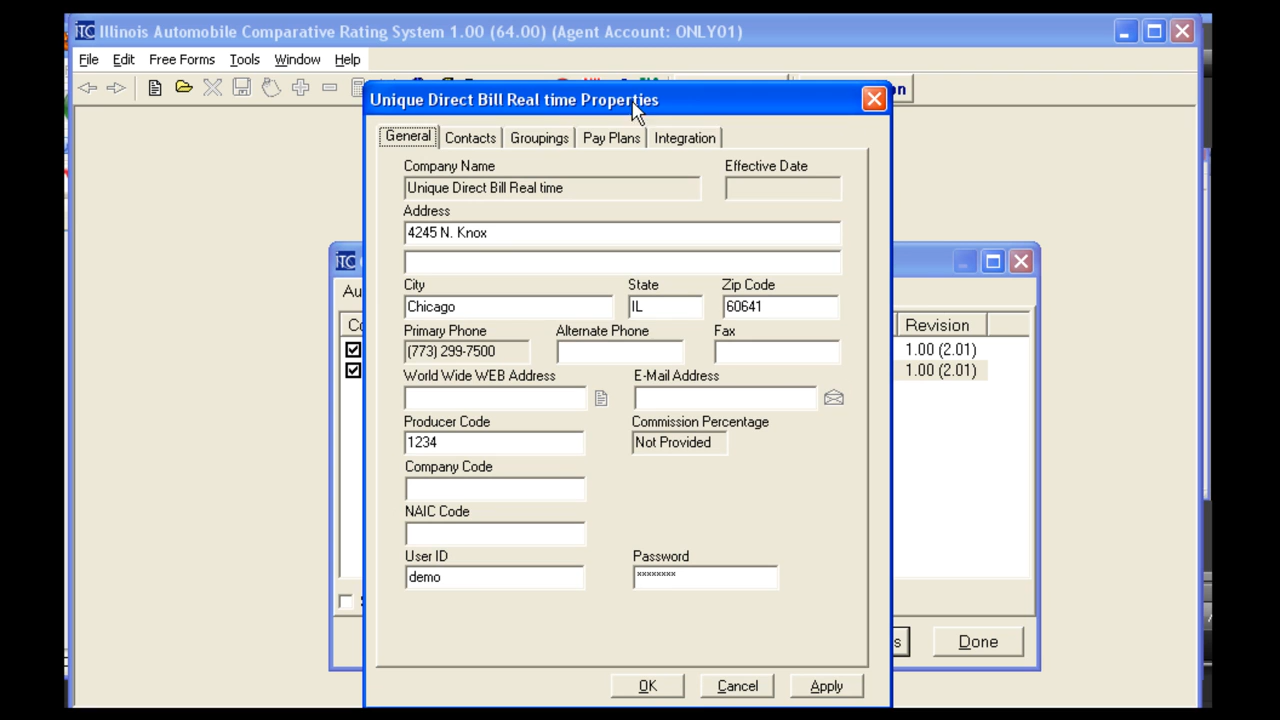 iTC Illinois Automobile Comparative Rating System 1.00 (64.00) (Agent Account: ONLY01)
File Edit Free Forms Tools Window Help
Unique Direct Bill Real time Properties
General Contacts Groupings Pay Plans Integration
Company Name Effective Date
Unique Direct Bill Real time
Address
4245 N. Knox
iTC
City State Zip Code
Au
Chicago IL 60641
Co Revision
Primary Phone Alternate Phone Fax
(773) 299-7500 1.00 (2.01)
1.00 (2.01)
World Wide WEB Address E-Mail Address
Producer Code Commission Percentage
1234 Not Provided
Company Code
NAIC Code
User ID Password
demo ********
s Done
OK Cancel Apply